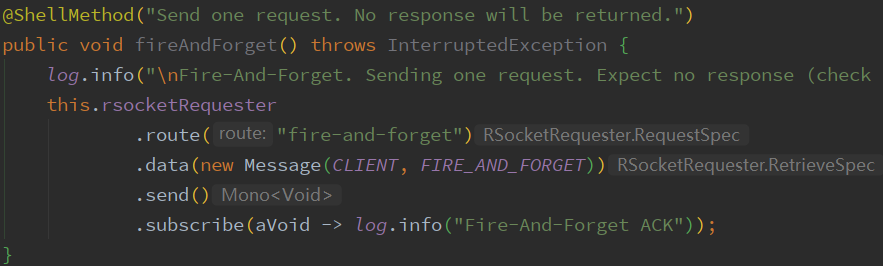 @ShellMethod("Send one request. No response will be returned.")
public void fireAndForget() throws InterruptedException {
log.info("\nFire-And-Forget. Sending one request. Expect no response (check
this.rsocketRequester
.route( route: "fire-and-forget") RSocketRequester.RequestSpec
.data(new Message(CLIENT, FIRE_AND_FORGET)) RSocketRequester.RetrieveSpec
.send() Mono<Void>
.subscribe(aVoid -> log.info("Fire-And-Forget ACK"));
}